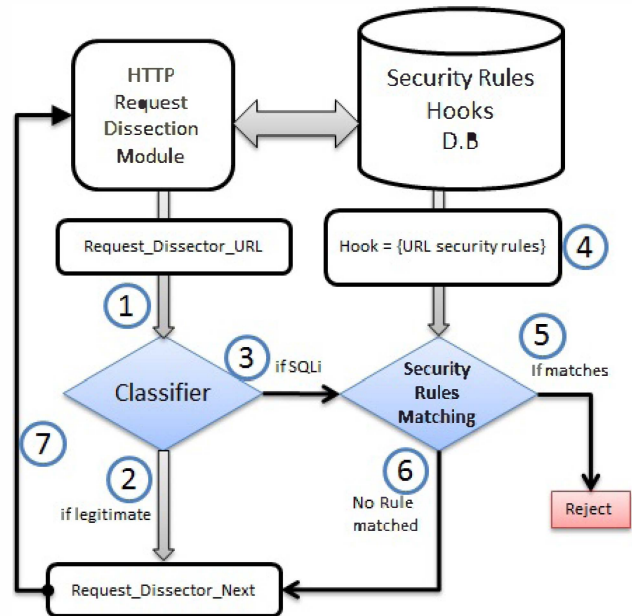 HTTP
Request
Dissection
Module
Security Rules
Hooks
D.B
Request_Dissector_URL
Hook = {URL security rules}
4
1
3
if SQLi
5
If matches
Classifier
Security
Rules
Matching
7
2
if legitimate
6
No Rule
matched
Reject
Request_Dissector_Next